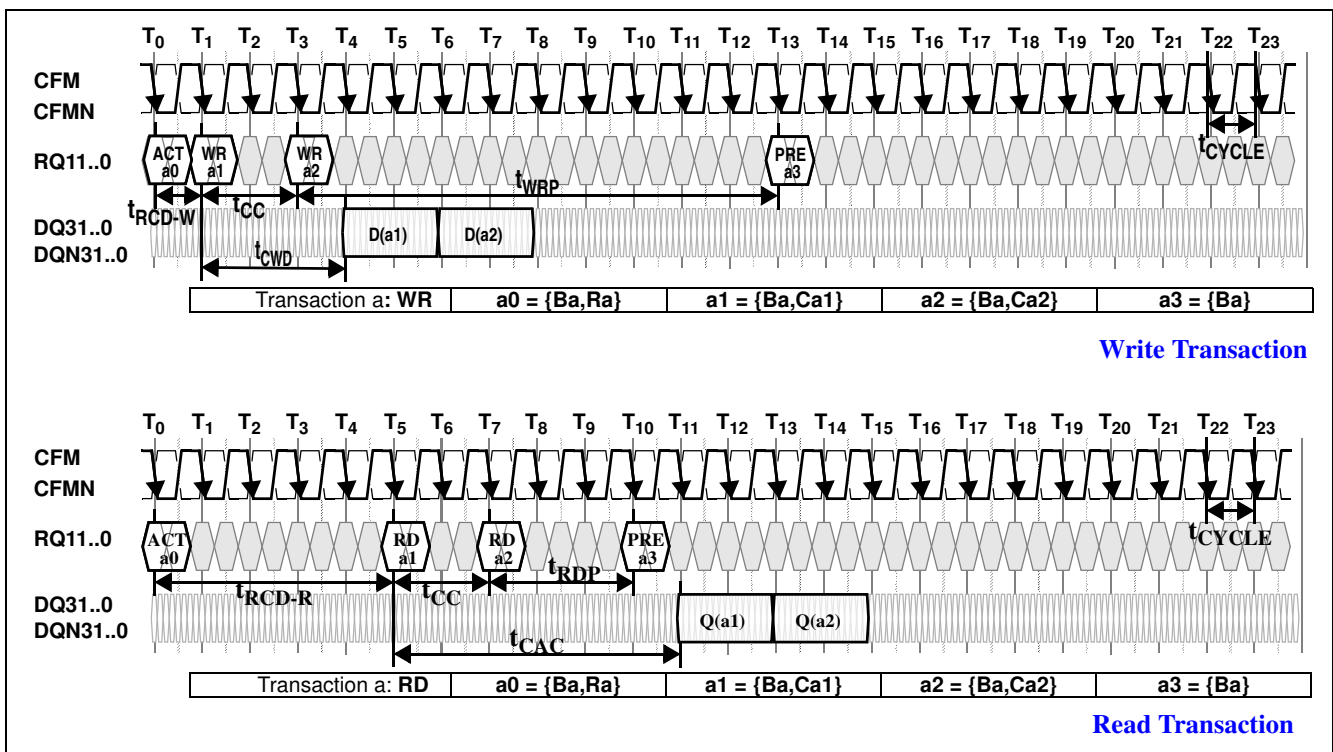 T0 T1 T2 T3 T4 T5 T6 T7 T8 T9 T10 T11 T12 T13 T14 T15 T16 T17 T18 T19 T20 T21 T22 T23
CFM
CFMN
RQ11..0
ACT a0
WR a1
WR a2
PRE a3
tCYCLE
tRCD-W
tCC
tWRP
DQ31..0
DQN31..0
D(a1)
D(a2)
tCWD
Transaction a: WR a0 = {Ba,Ra} a1 = {Ba,Ca1} a2 = {Ba,Ca2} a3 = {Ba}
Write Transaction
T0 T1 T2 T3 T4 T5 T6 T7 T8 T9 T10 T11 T12 T13 T14 T15 T16 T17 T18 T19 T20 T21 T22 T23
CFM
CFMN
RQ11..0
ACT a0
RD a1
RD a2
PRE a3
tCYCLE
tRCD-R
tCC
tRDP
DQ31..0
DQN31..0
Q(a1)
Q(a2)
tCAC
Transaction a: RD a0 = {Ba,Ra} a1 = {Ba,Ca1} a2 = {Ba,Ca2} a3 = {Ba}
Read Transaction